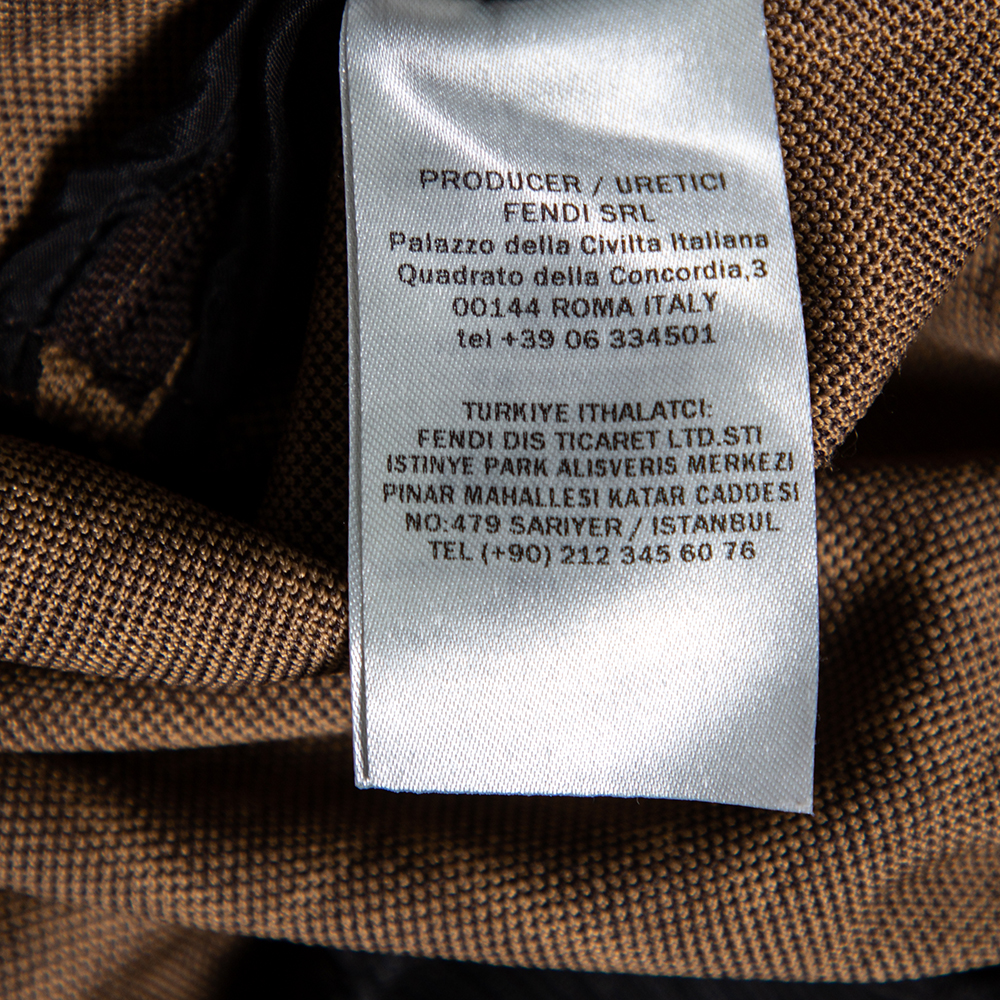 PRODUCER / URETICI
FENDI SRL
Palazzo della Civilta Italiana
Quadrato della Concordia,3
00144 ROMA ITALY
tel +39 06 334501
TURKIYE ITHALATCI:
FENDI DIS TICARET LTD.STI
ISTINYE PARK ALISVERIS MERKEZI
PINAR MAHALLESI KATAR CADDESI
NO:479 SARIYER / ISTANBUL
TEL (+90) 212 345 60 76